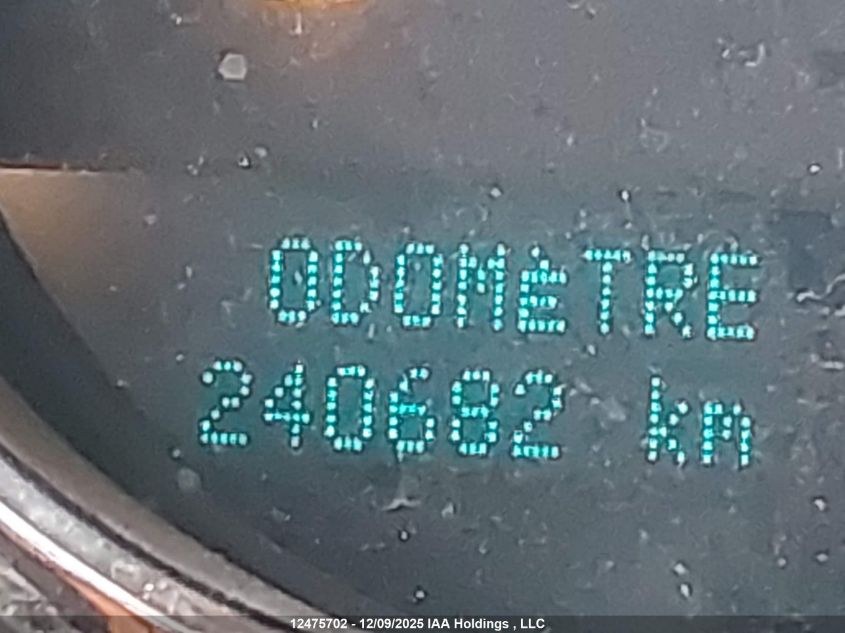 ODOMèTRE
240682 km
12475702 - 12/09/2025 IAA Holdings , LLC